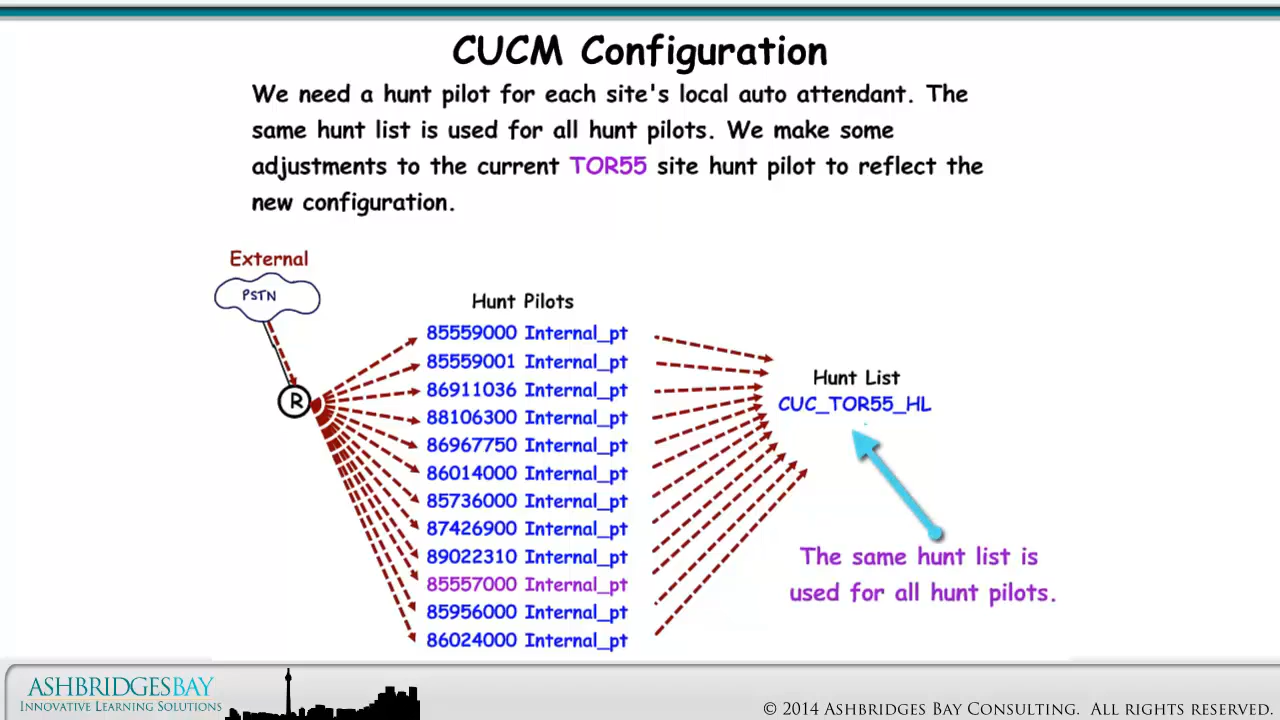 CUCM Configuration
We need a hunt pilot for each site's local auto attendant. The
same hunt list is used for all hunt pilots. We make some
adjustments to the current TOR55 site hunt pilot to reflect the
new configuration.
External
PSTN
R
Hunt Pilots
85559000 Internal_pt
85559001 Internal_pt
86911036 Internal_pt
88106300 Internal_pt
86967750 Internal_pt
86014000 Internal_pt
85736000 Internal_pt
87426900 Internal_pt
89022310 Internal_pt
85557000 Internal_pt
85956000 Internal_pt
86024000 Internal_pt
Hunt List
CUC_TOR55_HL
The same hunt list is
used for all hunt pilots.
ASHBRIDGESBAY
INNOVATIVE LEARNING SOLUTIONS
© 2014 ASHBRIDGES BAY CONSULTING. ALL RIGHTS RESERVED.